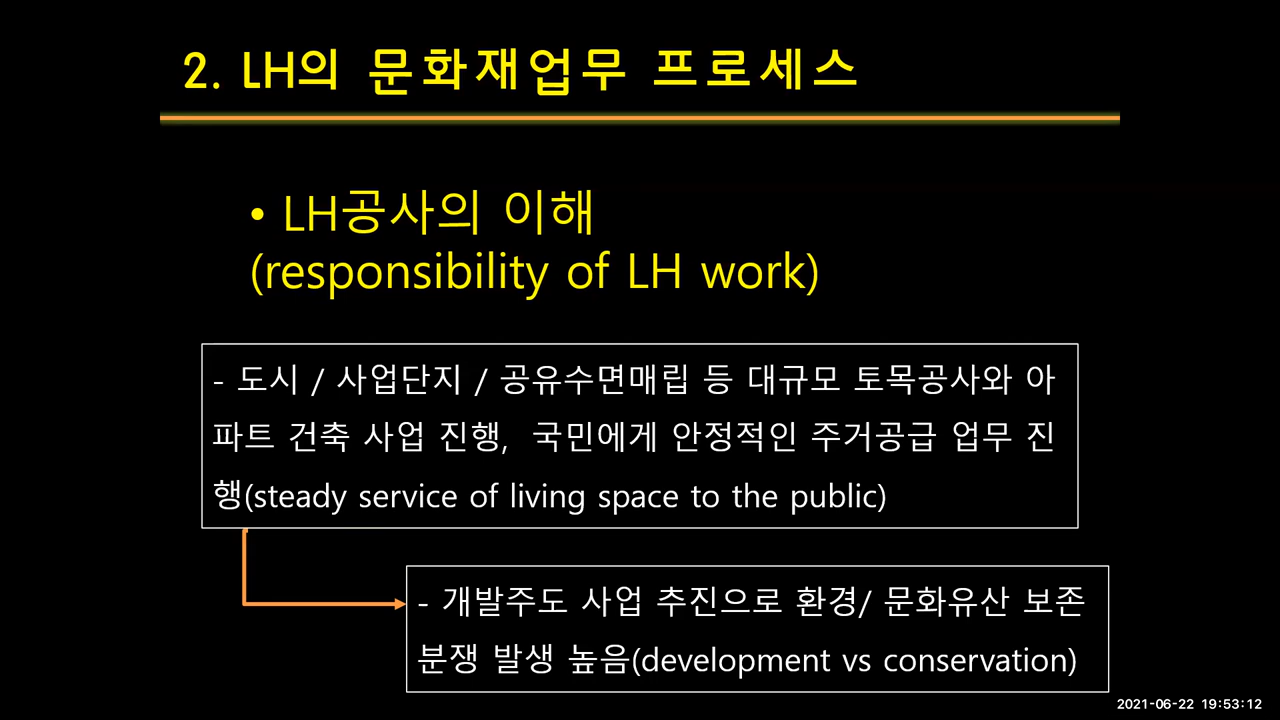 2. LH의 문화재업무 프로세스
• LH공사의 이해
(responsibility of LH work)
- 도시 / 사업단지 / 공유수면매립 등 대규모 토목공사와 아
파트 건축 사업 진행, 국민에게 안정적인 주거공급 업무 진
행(steady service of living space to the public)
- 개발주도 사업 추진으로 환경/ 문화유산 보존
분쟁 발생 높음(development vs conservation)
2021-06-22 19:53:12